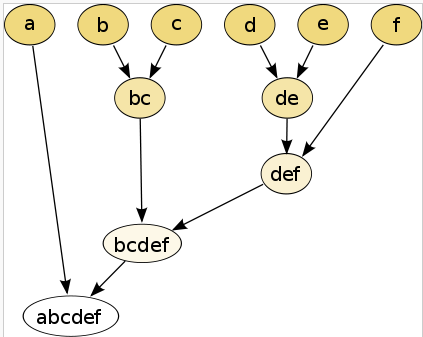 a b c d e f
bc de
def
bcdef
abcdef